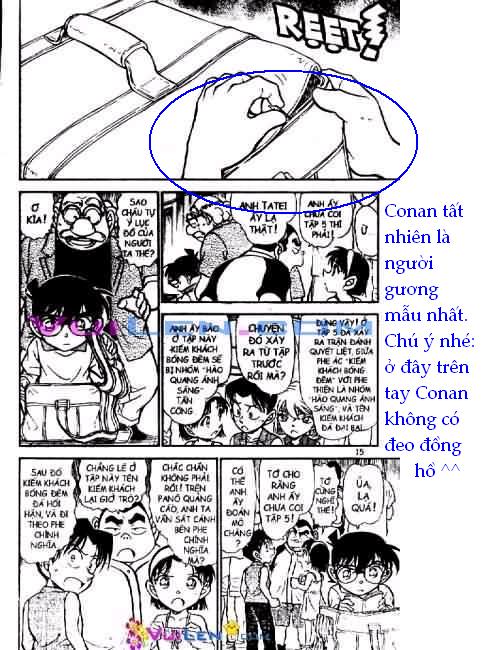 RẸẸT!
Ơ
KÌA!
SAO
CHÁU TỰ Ý
LỤC
ĐỒ CỦA
NGƯỜI
TA THẾ?
ANH TATEI
ẤY LẠ
THẬT!
ANH ẤY
CHƯA COI
TẬP 5 THÌ
PHẢI!
Ừ
Conan tất
nhiên là
người
gương
mẫu nhất.
Chú ý nhé:
ở đây trên
tay Conan
không có
đeo đồng
hồ ^^
ANH ẤY BẢO
Ở TẬP NÀY
KIẾM KHÁCH
BÓNG ĐÊM
SẼ BỊ
NHÓM "HÀO
QUANG ÁNH
SÁNG" TẤN
CÔNG
CHUYỆN
ĐÓ XẢY
RA TỪ TẬP
TRƯỚC
RỒI MÀ?
ĐÚNG VẬY! Ở
TẬP 5 ĐÃ XẢY
RA TRẬN ĐÁNH
QUYẾT LIỆT, GIỮA
PHE ÁC "KIẾM
KHÁCH BÓNG
ĐÊM" VỚI PHE
THIỆN LÀ NHÓM
"HÀO QUANG ÁNH
SÁNG", VÀ TÊN
KIẾM KHÁCH
ĐÃ ĐẠI BẠI
15
SAU ĐÓ
KIẾM KHÁCH
BÓNG ĐÊM
ĐÃ HỐI
HẬN, VÀ ĐI
THEO PHE
CHÍNH
NGHĨA
CHẲNG LẼ Ở
TẬP NÀY TÊN
KIẾM KHÁCH
LẠI GIỞ TRÒ?
CHẮC CHẮN
KHÔNG PHẢI
RỒI! TRÊN
PANÔ QUẢNG
CÁO, ANH TA
VẪN SÁT CÁNH
BÊN PHE
CHÍNH NGHĨA
MÀ?
CÓ
THỂ ANH
ẤY
ĐOÁN MÒ
CHĂNG?
TỚ CHO
RẰNG ANH
ẤY CHƯA
COI TẬP 5!
TỚ
CŨNG NGHĨ
THẾ!
ỦA,
LẠ
QUÁ!